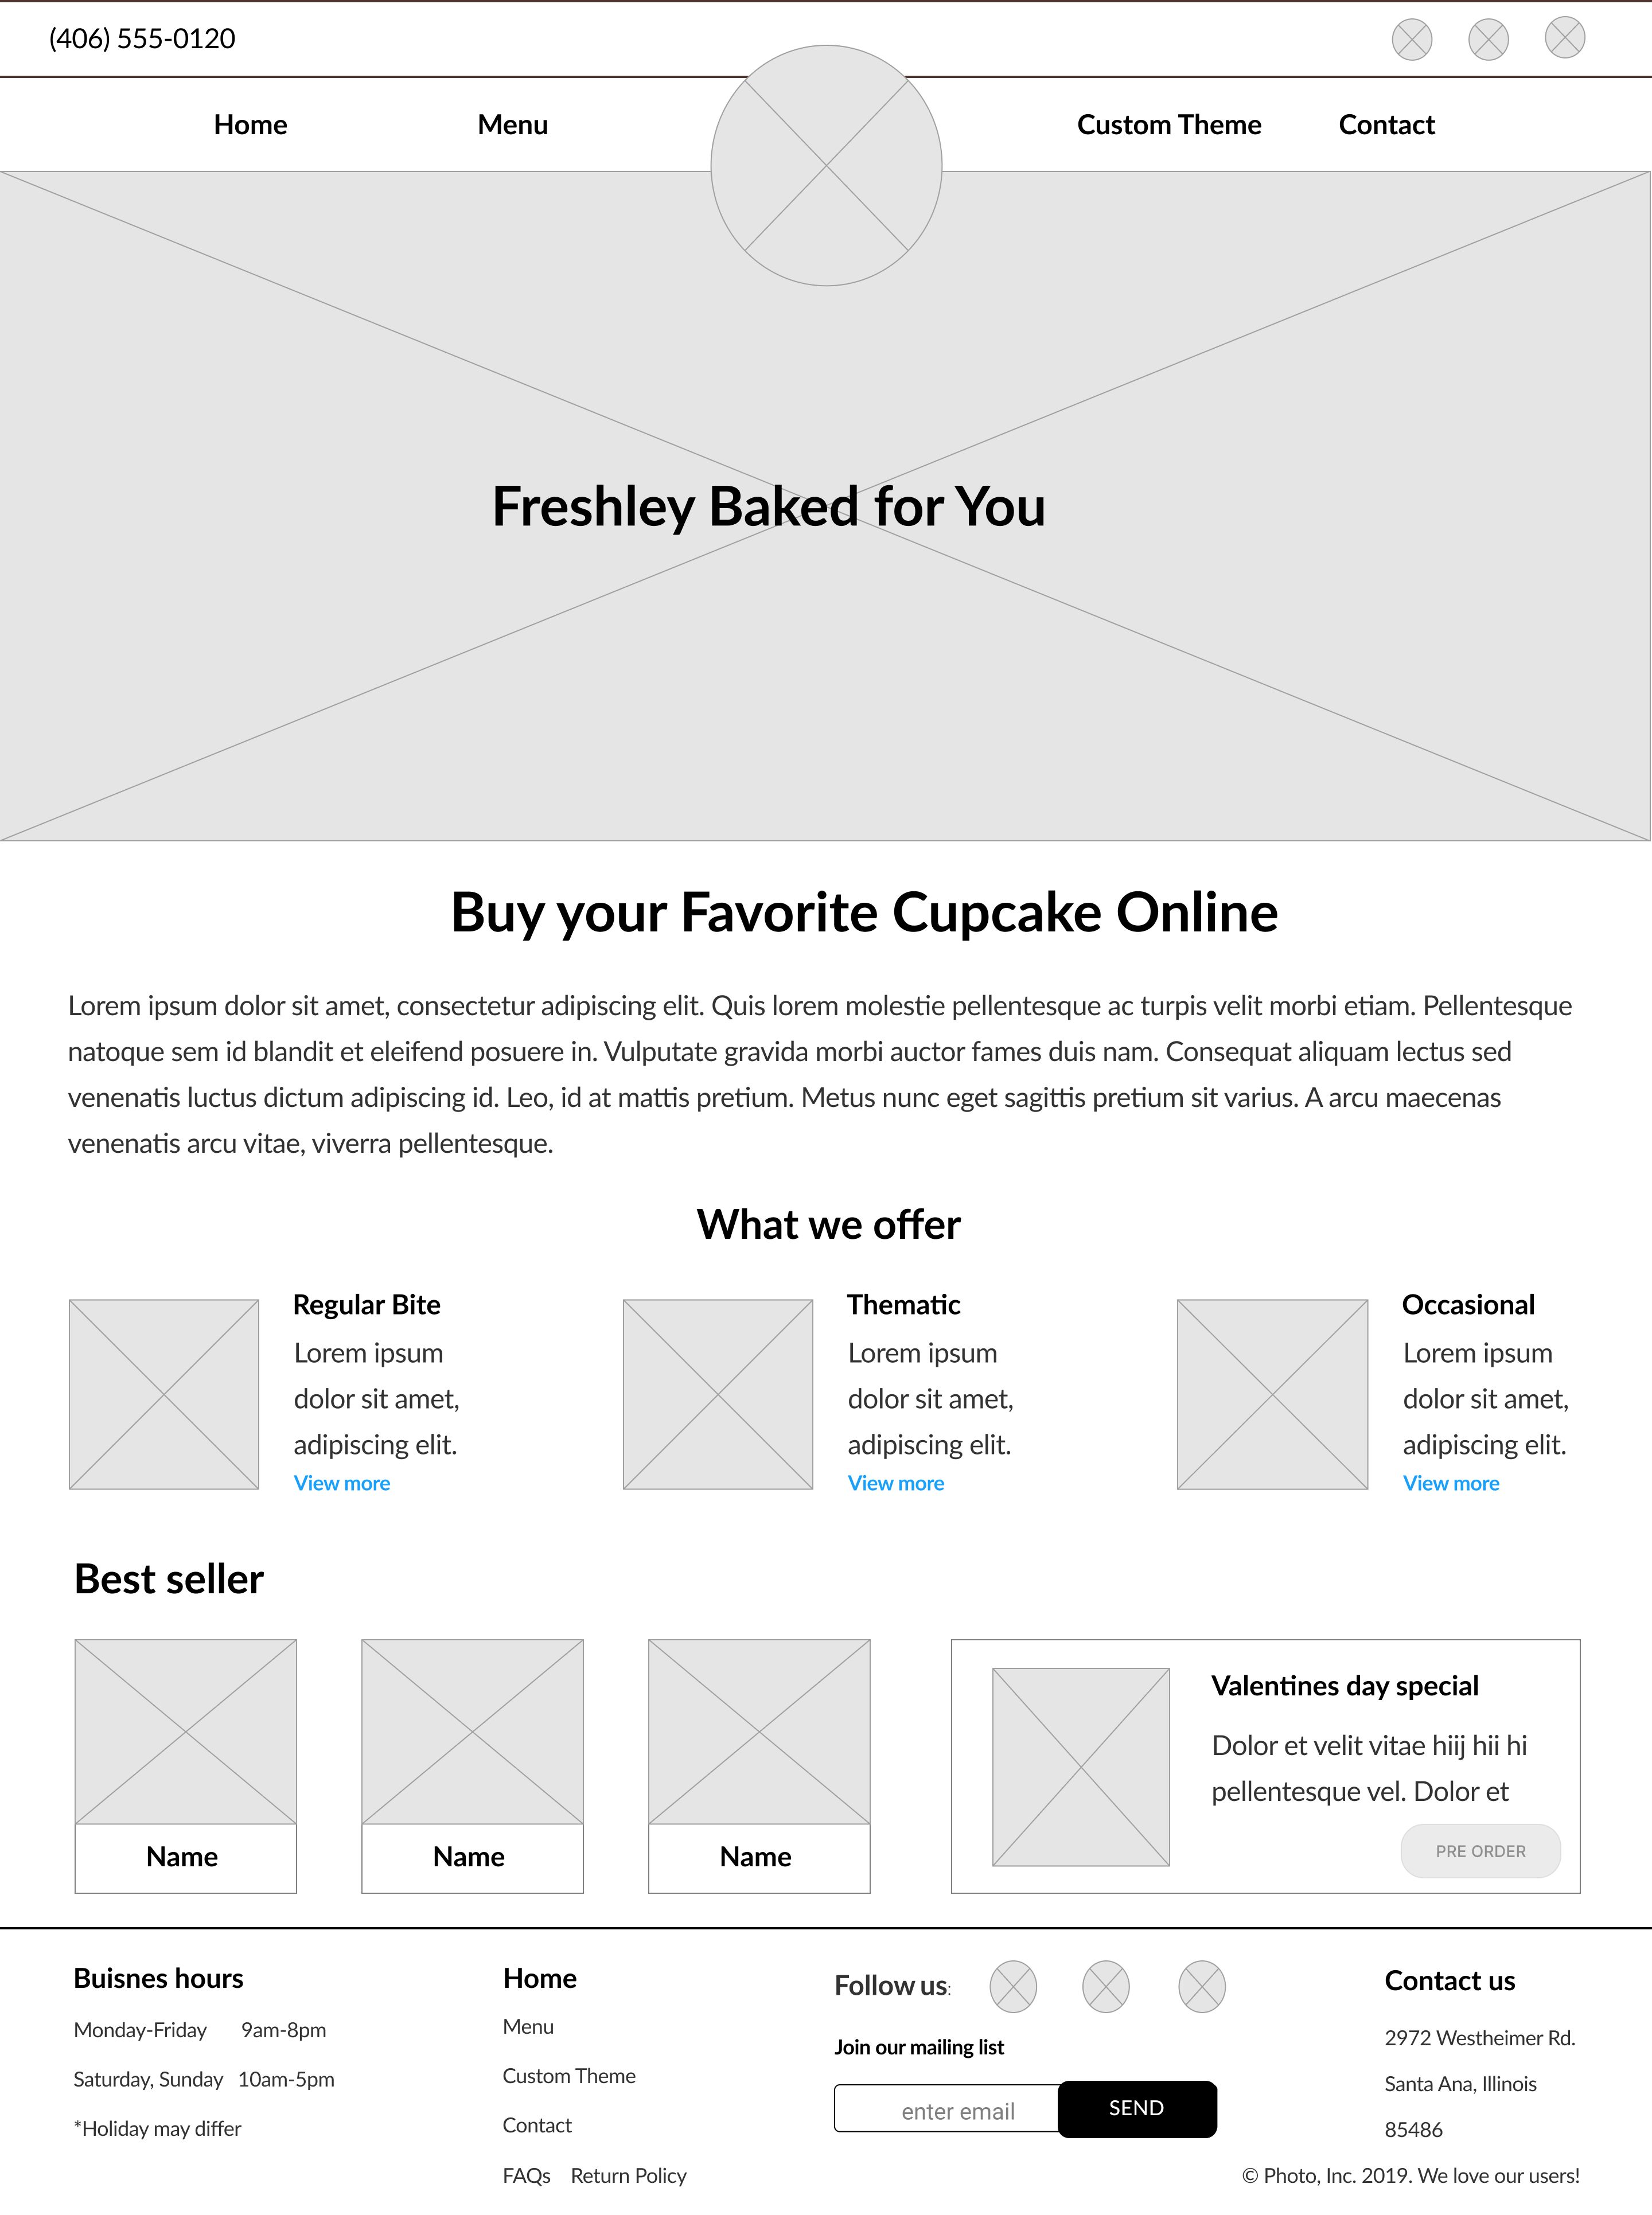 (406) 555-0120
Home
Menu
Custom Theme
Contact
Freshley Baked for You
Buy your Favorite Cupcake Online
Lorem ipsum dolor sit amet, consectetur adipiscing elit. Quis lorem molestie pellentesque ac turpis velit morbi etiam. Pellentesque
natoque sem id blandit et eleifend posuere in. Vulputate gravida morbi auctor fames duis nam. Consequat aliquam lectus sed
venenatis luctus dictum adipiscing id. Leo, id at mattis pretium. Metus nunc eget sagittis pretium sit varius. A arcu maecenas
venenatis arcu vitae, viverra pellentesque.
What we offer
Regular Bite
Lorem ipsum
dolor sit amet,
adipiscing elit.
View more
Thematic
Lorem ipsum
dolor sit amet,
adipiscing elit.
View more
Occasional
Lorem ipsum
dolor sit amet,
adipiscing elit.
View more
Best seller
Name
Name
Name
Valentines day special
Dolor et velit vitae hiij hii hi
pellentesque vel. Dolor et
PRE ORDER
Buisnes hours
Monday-Friday 9am-8pm
Saturday, Sunday 10am-5pm
*Holiday may differ
Home
Menu
Custom Theme
Contact
FAQs Return Policy
Follow us:
Join our mailing list
enter email
SEND
Contact us
2972 Westheimer Rd.
Santa Ana, Illinois
85486
© Photo, Inc. 2019. We love our users!